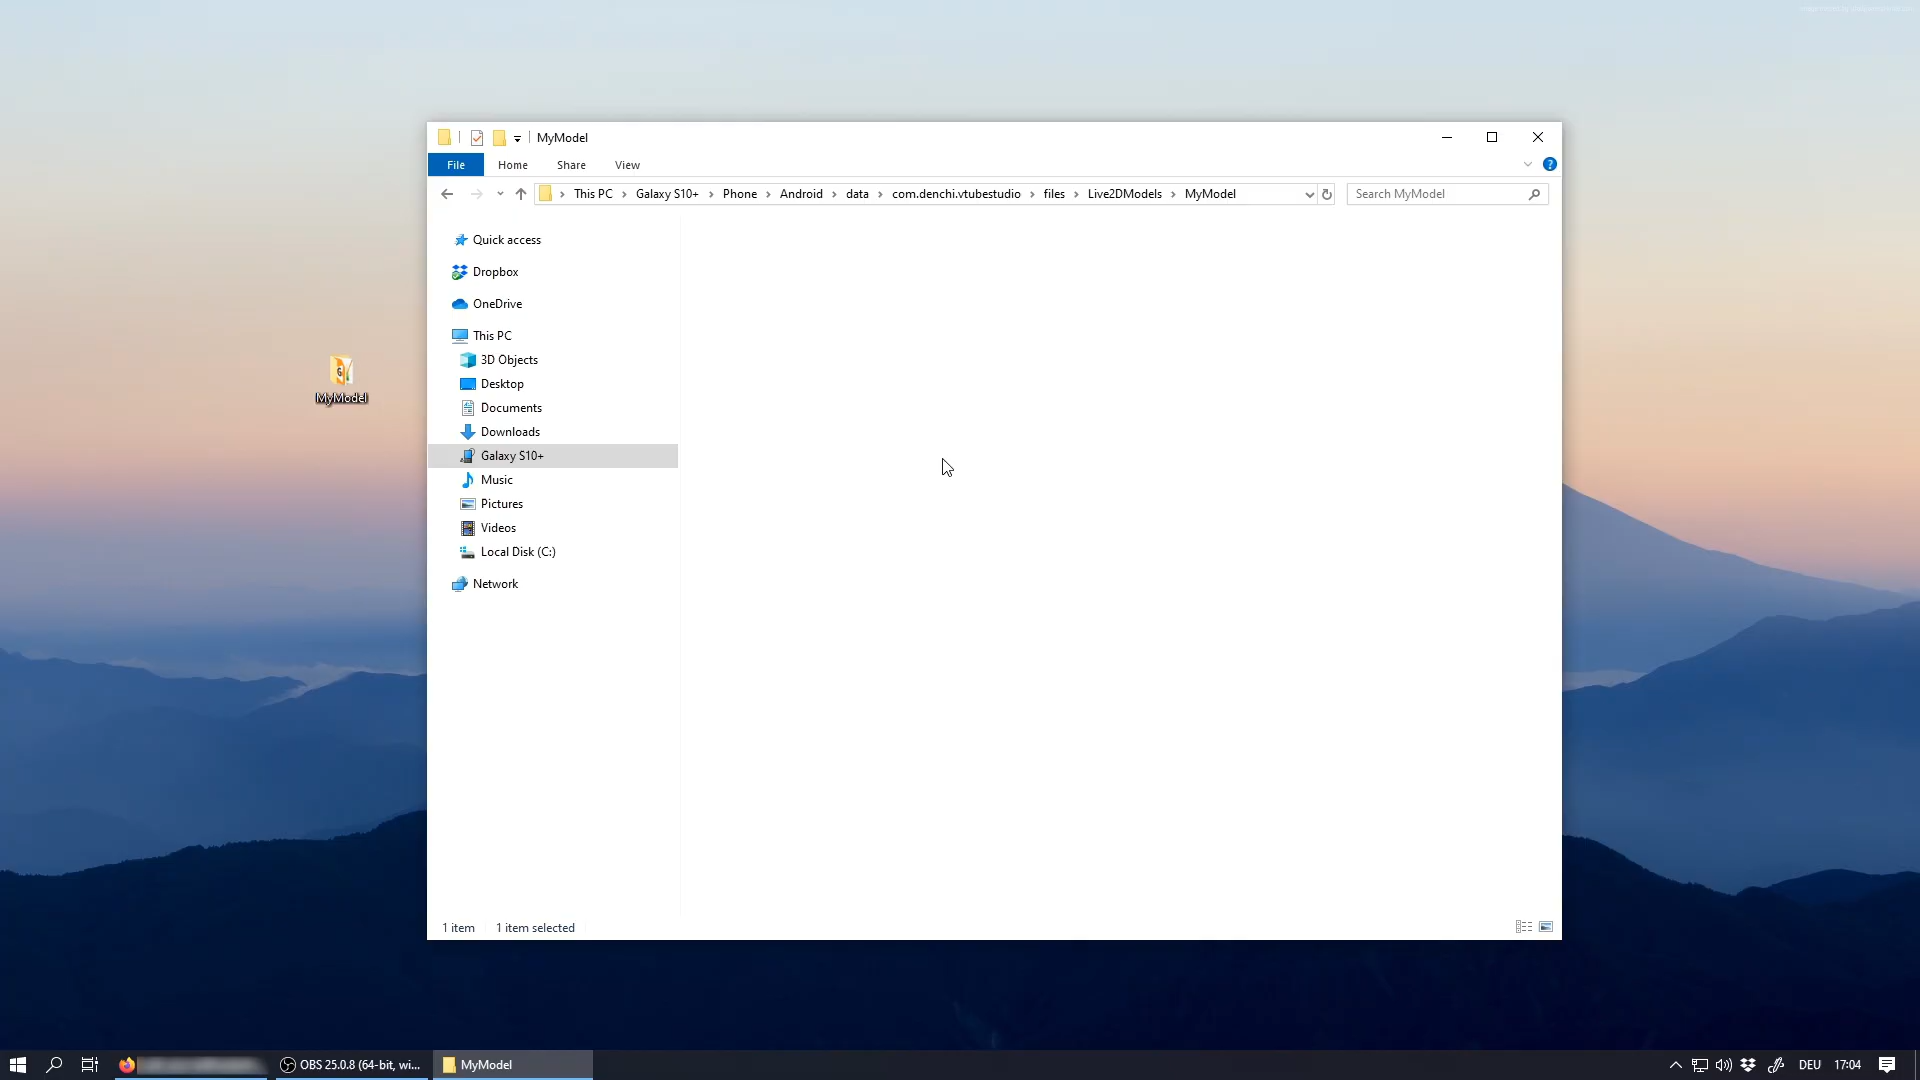 MyModel
File Home Share View
This PC Galaxy S10+ Phone Android data com.denchi.vtubestudio files Live2DModels MyModel Search MyModel
Quick access
Dropbox
OneDrive
This PC
3D Objects
MyModel
Desktop
Documents
Downloads
Galaxy S10+
Music
Pictures
Videos
Local Disk (C:)
Network
1 item 1 item selected
OBS 25.0.8 (64-bit, wi... MyModel DEU 17:04